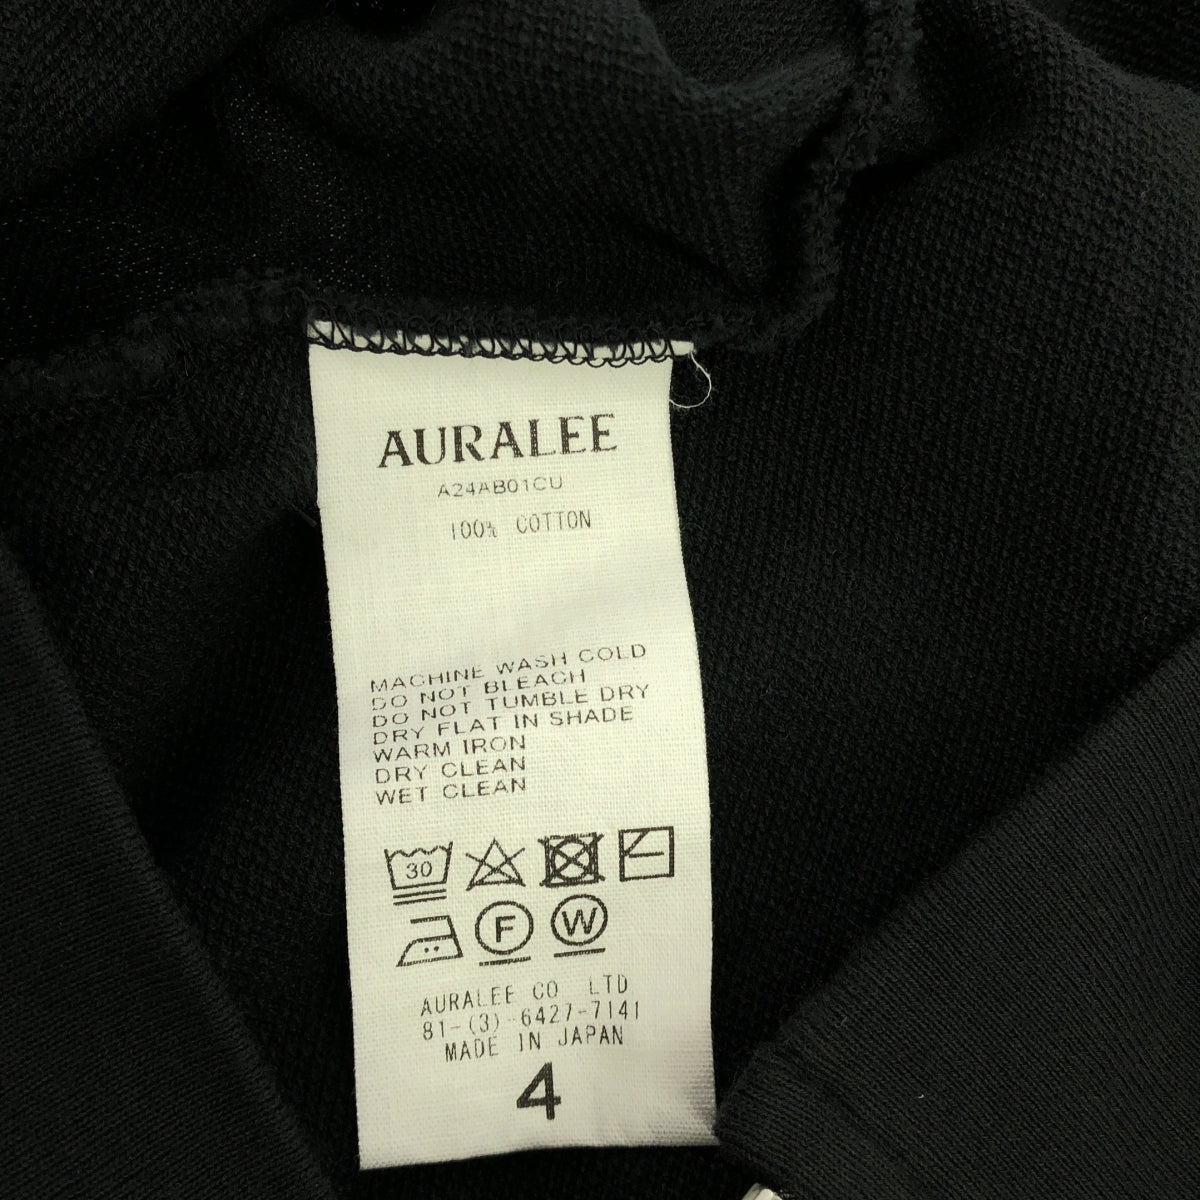 AURALEE
A24AB01CU
100% COTTON
MACHINE WASH COLD
DO NOT BLEACH
DO NOT TUMBLE DRY
DRY FLAT IN SHADE
WARM IRON
DRY CLEAN
WET CLEAN
30
F W
AURALEE CO LTD
81-(3)-6427-7141
MADE IN JAPAN
4